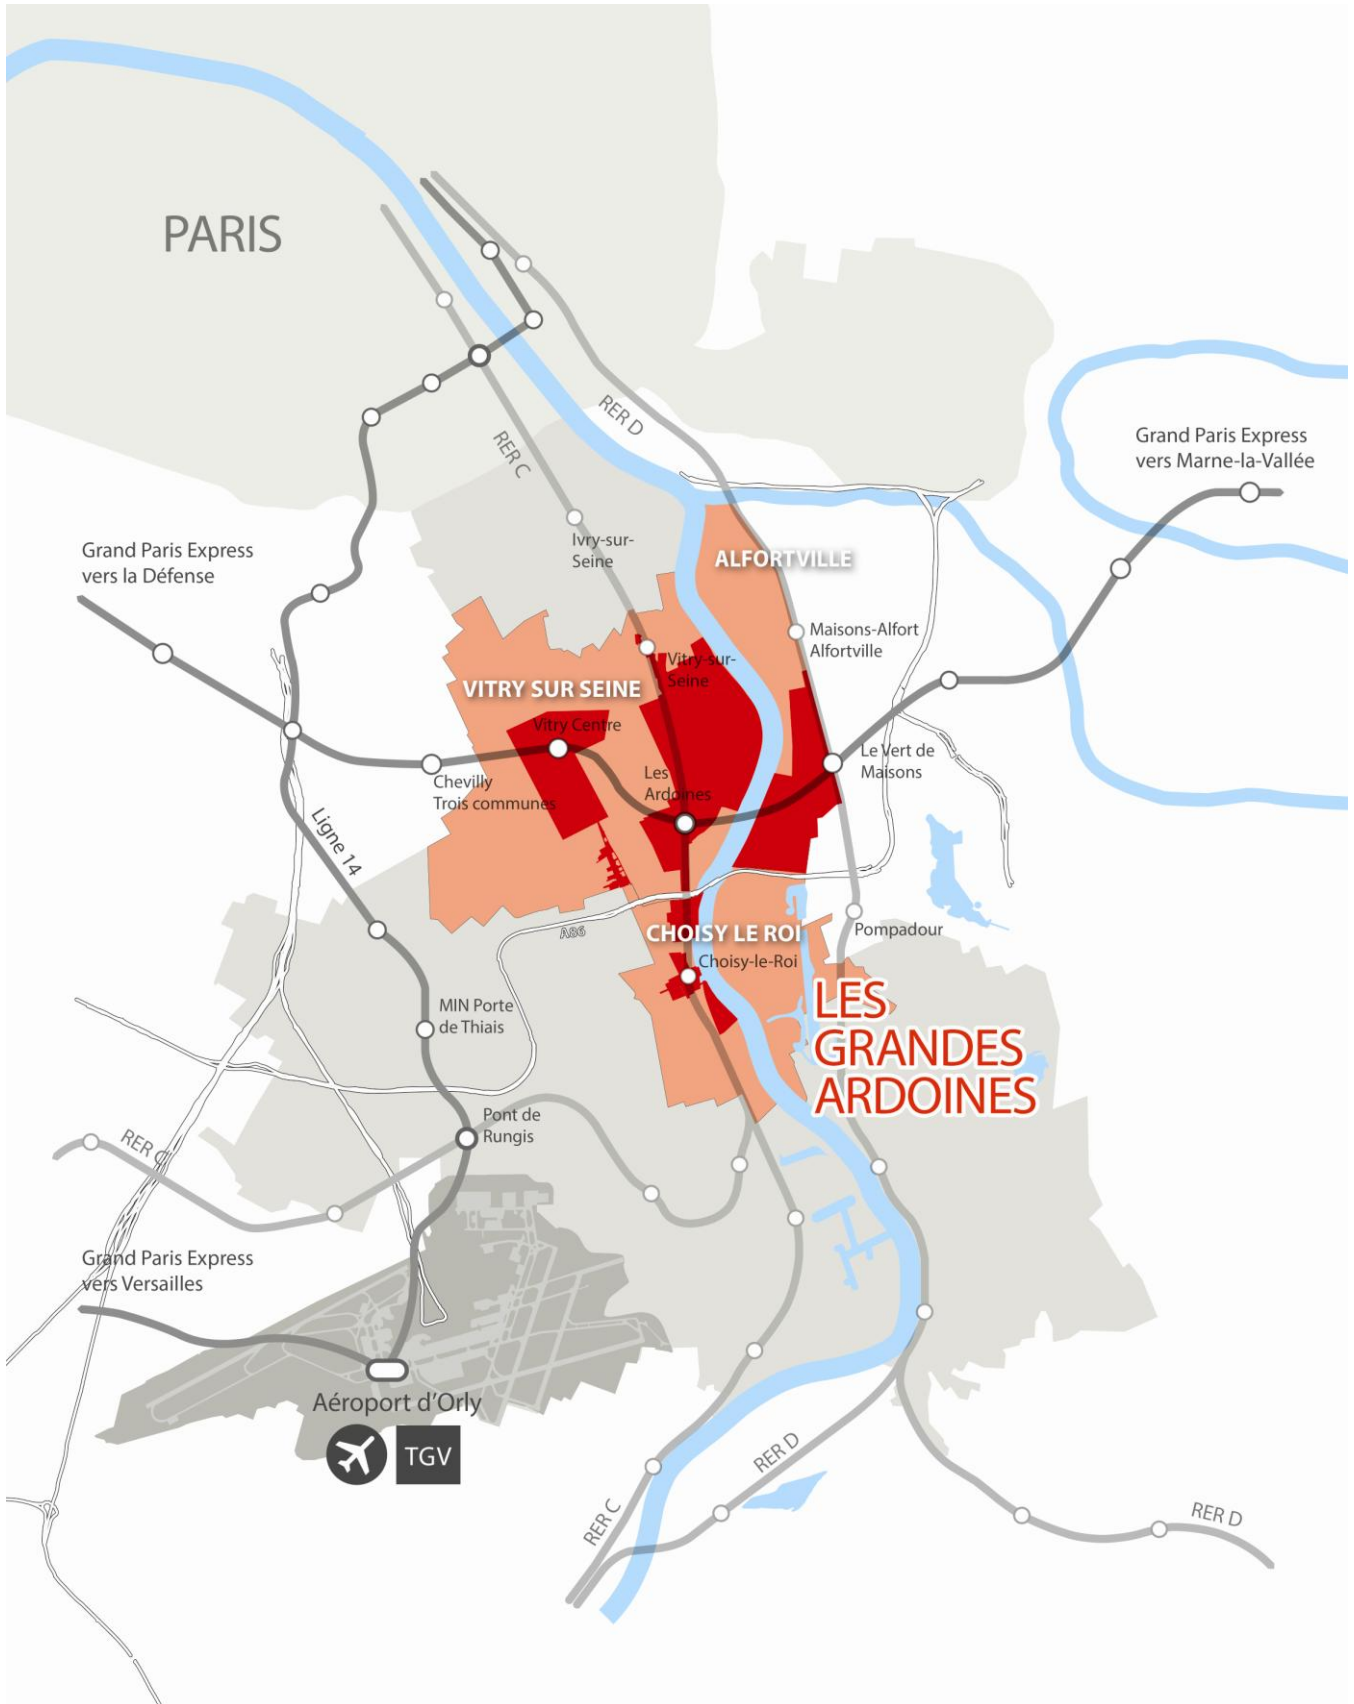 PARIS
RER D
RER C
Grand Paris Express
vers Marne-la-Vallée
Ivry-sur-
Seine
Grand Paris Express
vers la Défense
ALFORTVILLE
Maisons-Alfort
Alfortville
Vitry-sur-
Seine
VITRY SUR SEINE
Vitry Centre
Le Vert de
Maisons
Les
Ardoines
Chevilly
Trois communes
Ligne 14
A86
CHOISY LE ROI
Pompadour
Choisy-le-Roi
LES
GRANDES
ARDOINES
MIN Porte
de Thiais
Pont de
Rungis
RER C
Grand Paris Express
vers Versailles
Aéroport d'Orly
TGV
RER D
RER C
RER D